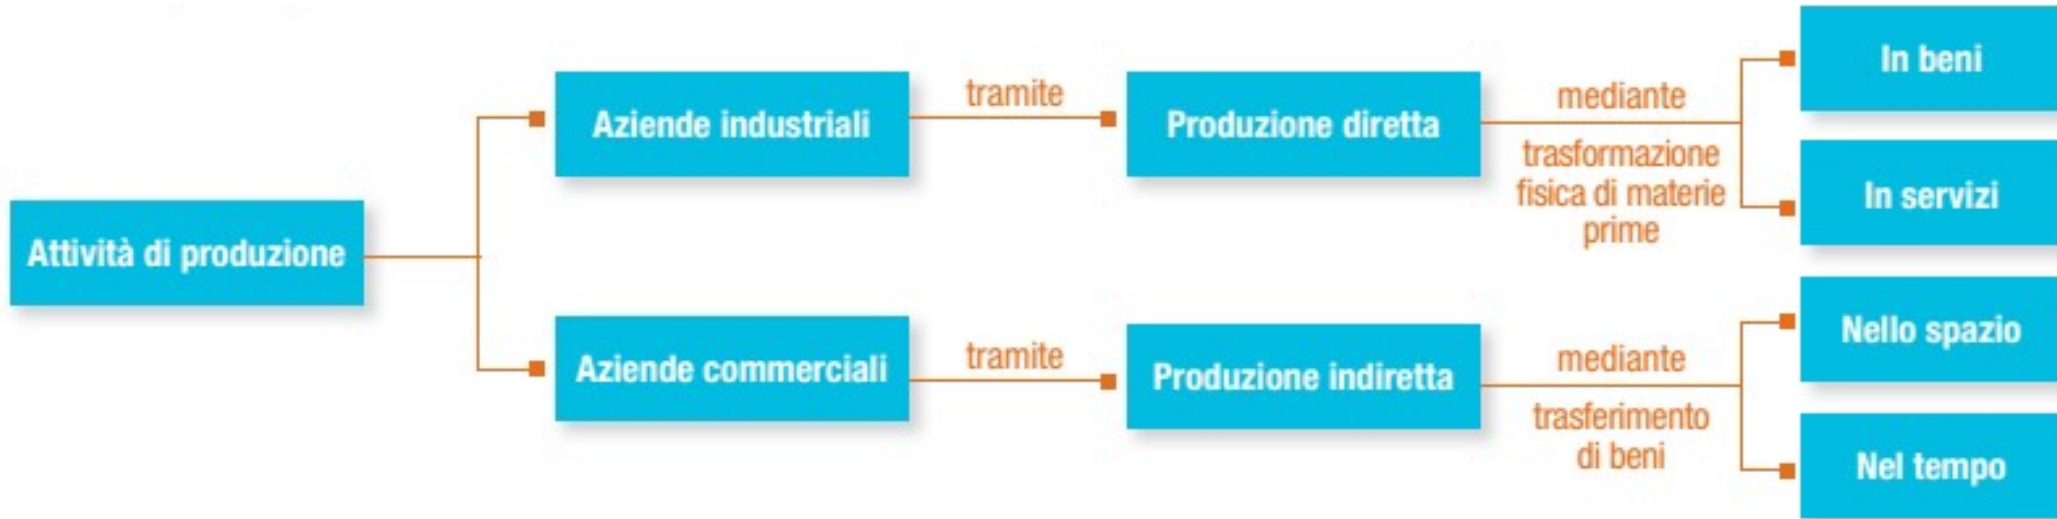 Attività di produzione
Aziende industriali
tramite
Produzione diretta
mediante
trasformazione
fisica di materie
prime
In beni
In servizi
Aziende commerciali
tramite
Produzione indiretta
mediante
trasferimento
di beni
Nello spazio
Nel tempo